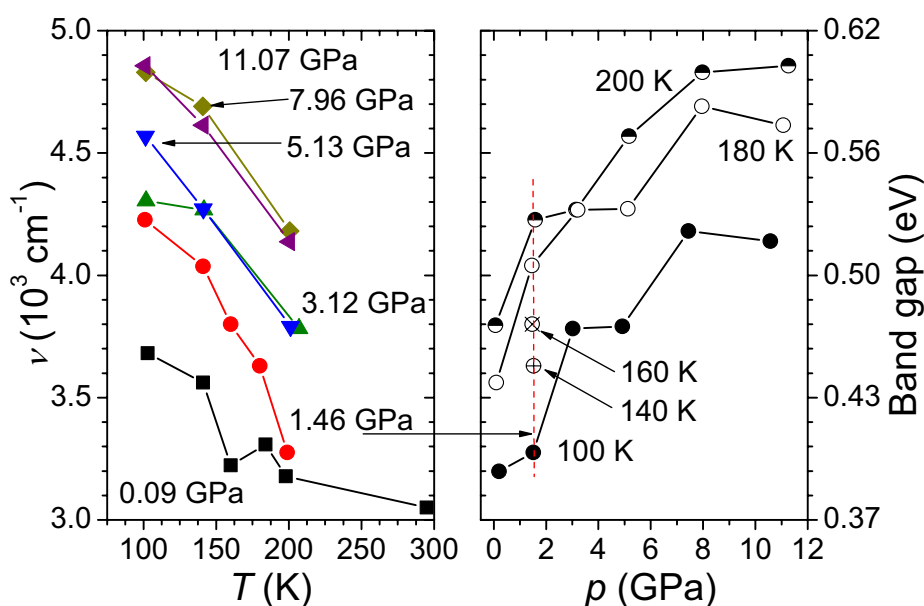 5.0
4.5
4.0
3.5
3.0
ν (10³ cm⁻¹)
11.07 GPa
7.96 GPa
5.13 GPa
3.12 GPa
1.46 GPa
0.09 GPa
100 150 200 250 300
T (K)
200 K
180 K
160 K
140 K
100 K
0 2 4 6 8 10 12
p (GPa)
0.62
0.56
0.50
0.43
0.37
Band gap (eV)